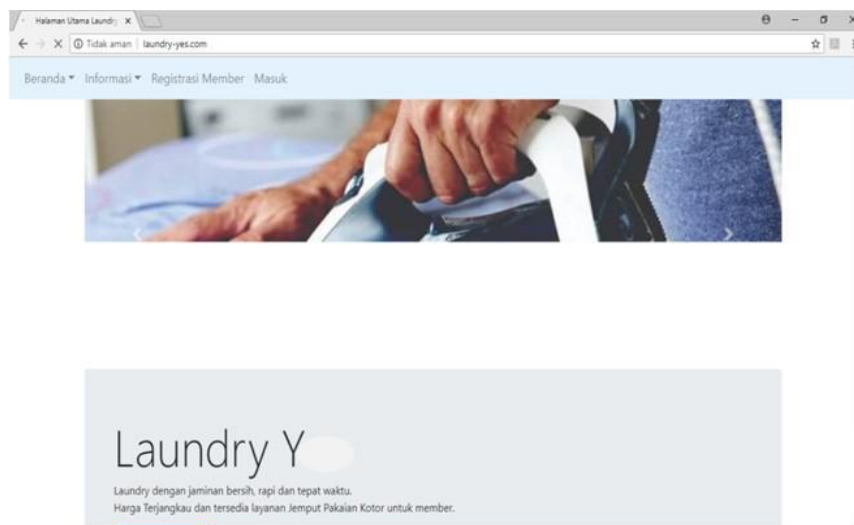 Halaman Utama Laundry
Tidak aman | laundry-yes.com
Beranda Informasi Registrasi Member Masuk
Laundry Y
Laundry dengan jaminan bersih, rapi dan tepat waktu.
Harga Terjangkau dan tersedia layanan Jemput Pakaian Kotor untuk member.